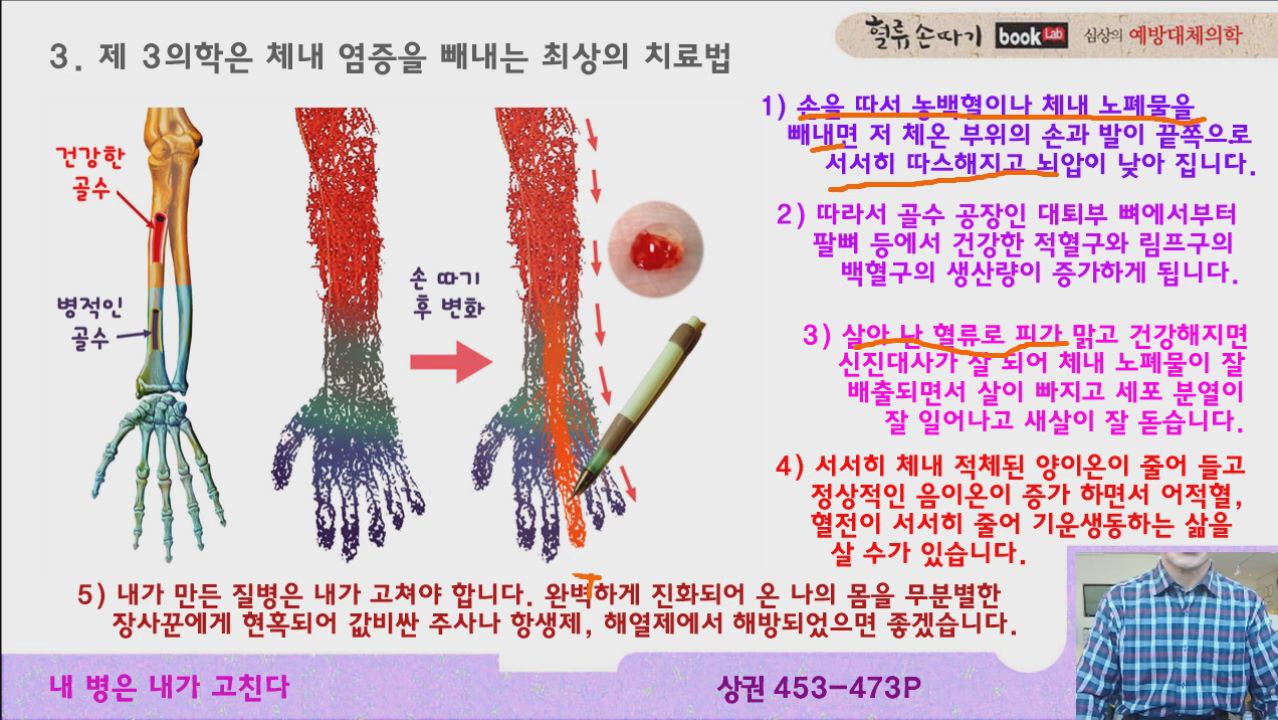 혈류 손따기 book Lab 심상의 예방대체의학
3. 제 3의학은 체내 염증을 빼내는 최상의 치료법
건강한
골수
병적인
골수
손 따기
후 변화
1) 손을 따서 농백혈이나 체내 노폐물을
빼내면 저 체온 부위의 손과 발이 끝쪽으로
서서히 따스해지고 뇌압이 낮아 집니다.
2) 따라서 골수 공장인 대퇴부 뼈에서부터
팔뼈 등에서 건강한 적혈구와 림프구의
백혈구의 생산량이 증가하게 됩니다.
3) 살아 난 혈류로 피가 맑고 건강해지면
신진대사가 잘 되어 체내 노폐물이 잘
배출되면서 살이 빠지고 세포 분열이
잘 일어나고 새살이 잘 돋습니다.
4) 서서히 체내 적체된 양이온이 줄어 들고
정상적인 음이온이 증가 하면서 어적혈,
혈전이 서서히 줄어 기운생동하는 삶을
살 수가 있습니다.
5) 내가 만든 질병은 내가 고쳐야 합니다. 완벽하게 진화되어 온 나의 몸을 무분별한
장사꾼에게 현혹되어 값비싼 주사나 항생제, 해열제에서 해방되었으면 좋겠습니다.
내 병은 내가 고친다
상권 453-473P